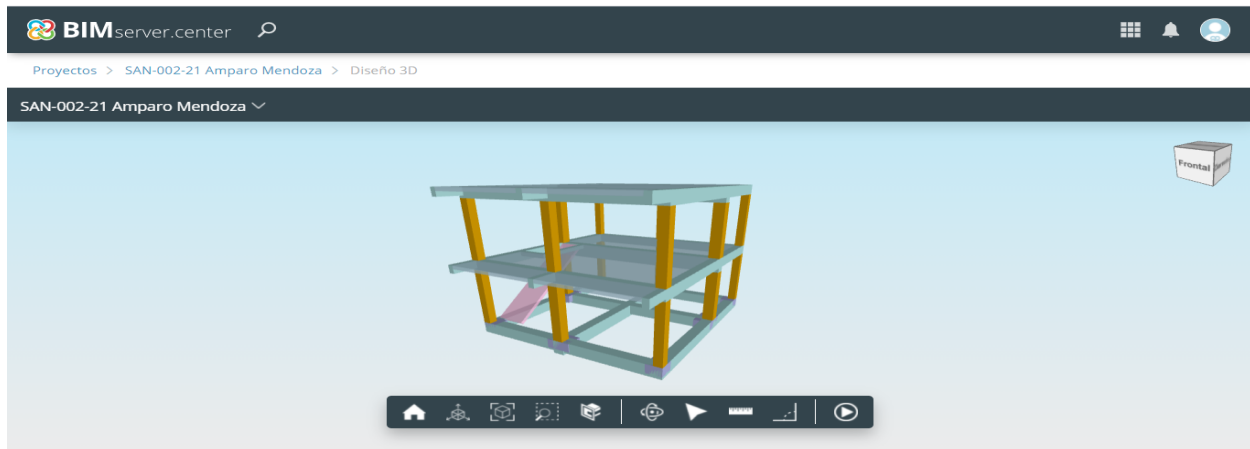 BIMserver.center
Proyectos > SAN-002-21 Amparo Mendoza > Diseño 3D
SAN-002-21 Amparo Mendoza
Frontal